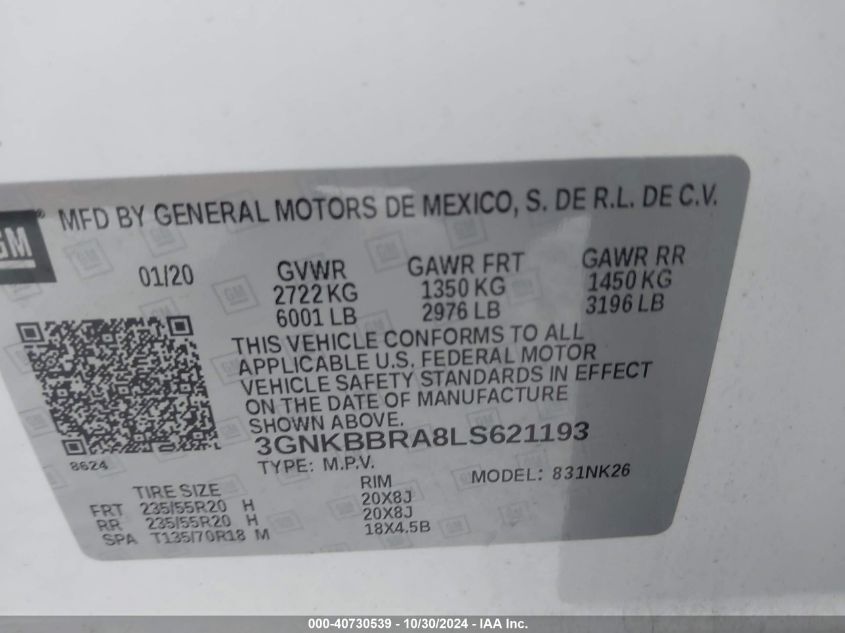 GM® MFD BY GENERAL MOTORS DE MEXICO, S. DE R.L. DE C.V.
01/20 GVWR GAWR FRT GAWR RR
2722 KG 1350 KG 1450 KG
6001 LB 2976 LB 3196 LB
THIS VEHICLE CONFORMS TO ALL
APPLICABLE U.S. FEDERAL MOTOR
VEHICLE SAFETY STANDARDS IN EFFECT
ON THE DATE OF MANUFACTURE
SHOWN ABOVE.
3GNKBBRA8LS621193
8624 TYPE: M.P.V. MODEL: 831NK26
TIRE SIZE RIM
FRT 235/55R20 H 20X8J
RR 235/55R20 H 20X8J
SPA T135/70R18 M 18X4.5B
000-40730539 - 10/30/2024 - IAA Inc.